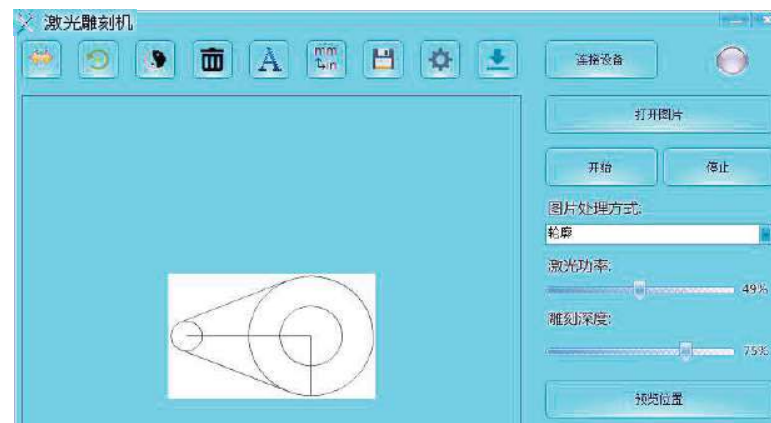 激光雕刻机
A
mm
in
连接设备
打开图片
开始
停止
图片处理方式:
轮廓
激光功率:
49%
雕刻深度:
75%
预览位置